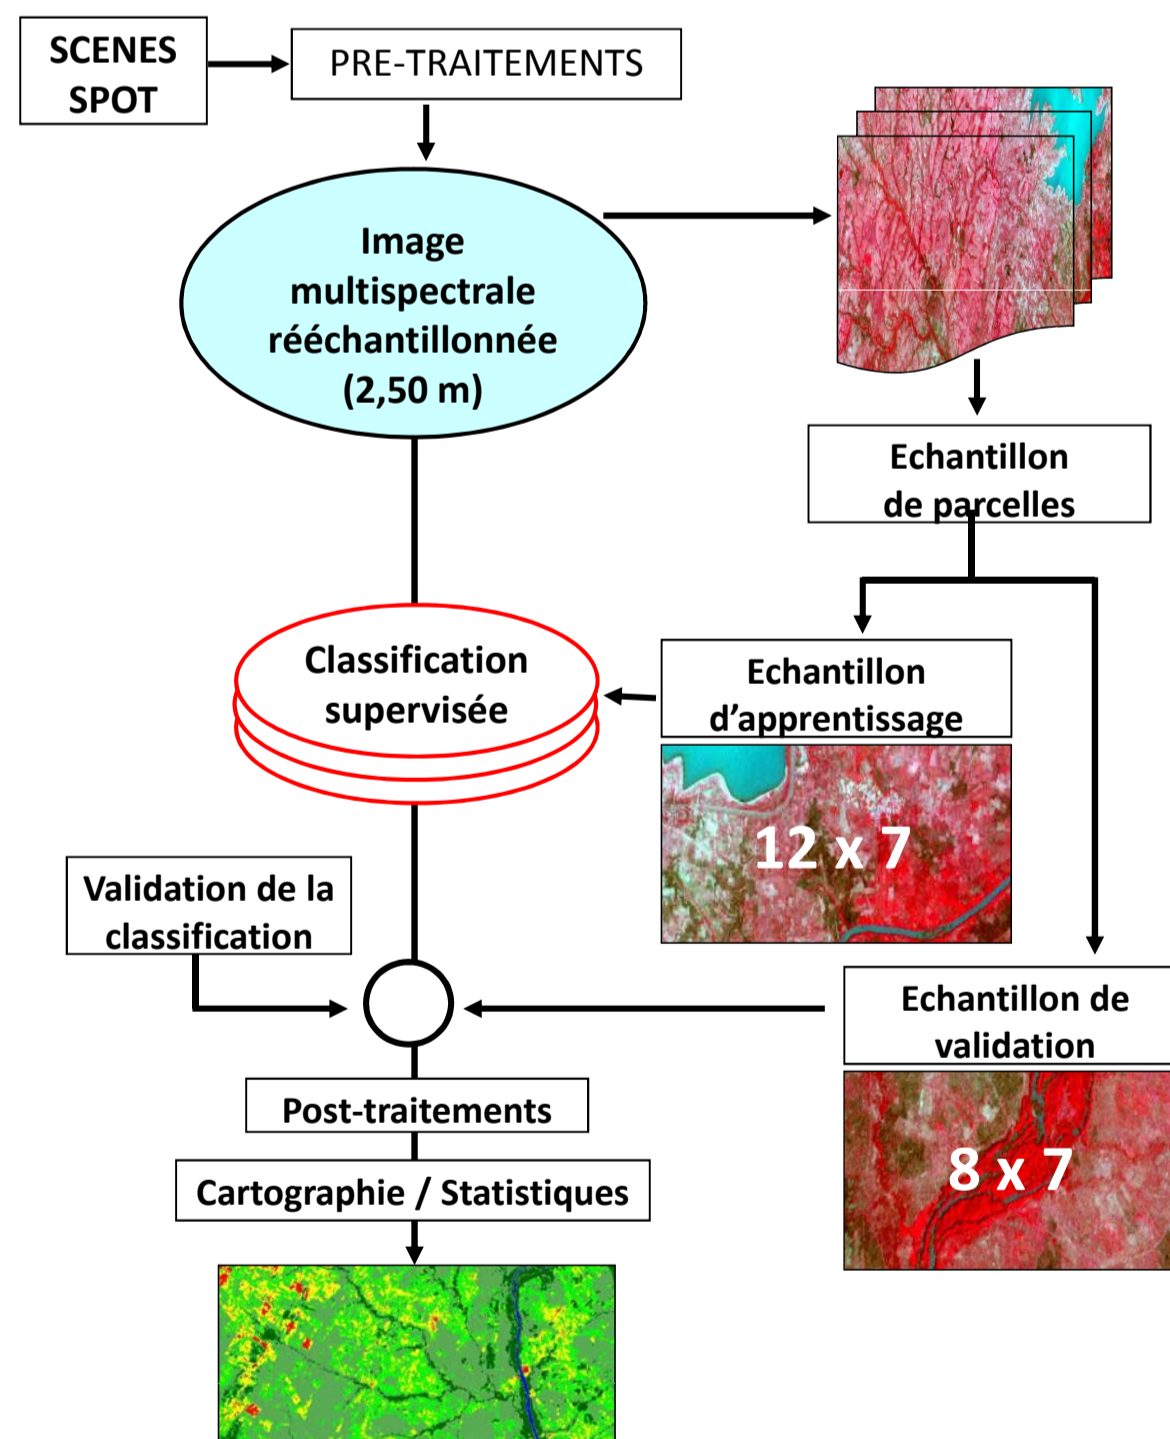 SCENES
SPOT
PRE-TRAITEMENTS
Image
multispectrale
rééchantillonnée
(2,50 m)
Echantillon
de parcelles
Classification
supervisée
Echantillon
d’apprentissage
12 x 7
Validation de la
classification
Echantillon de
validation
8 x 7
Post-traitements
Cartographie / Statistiques